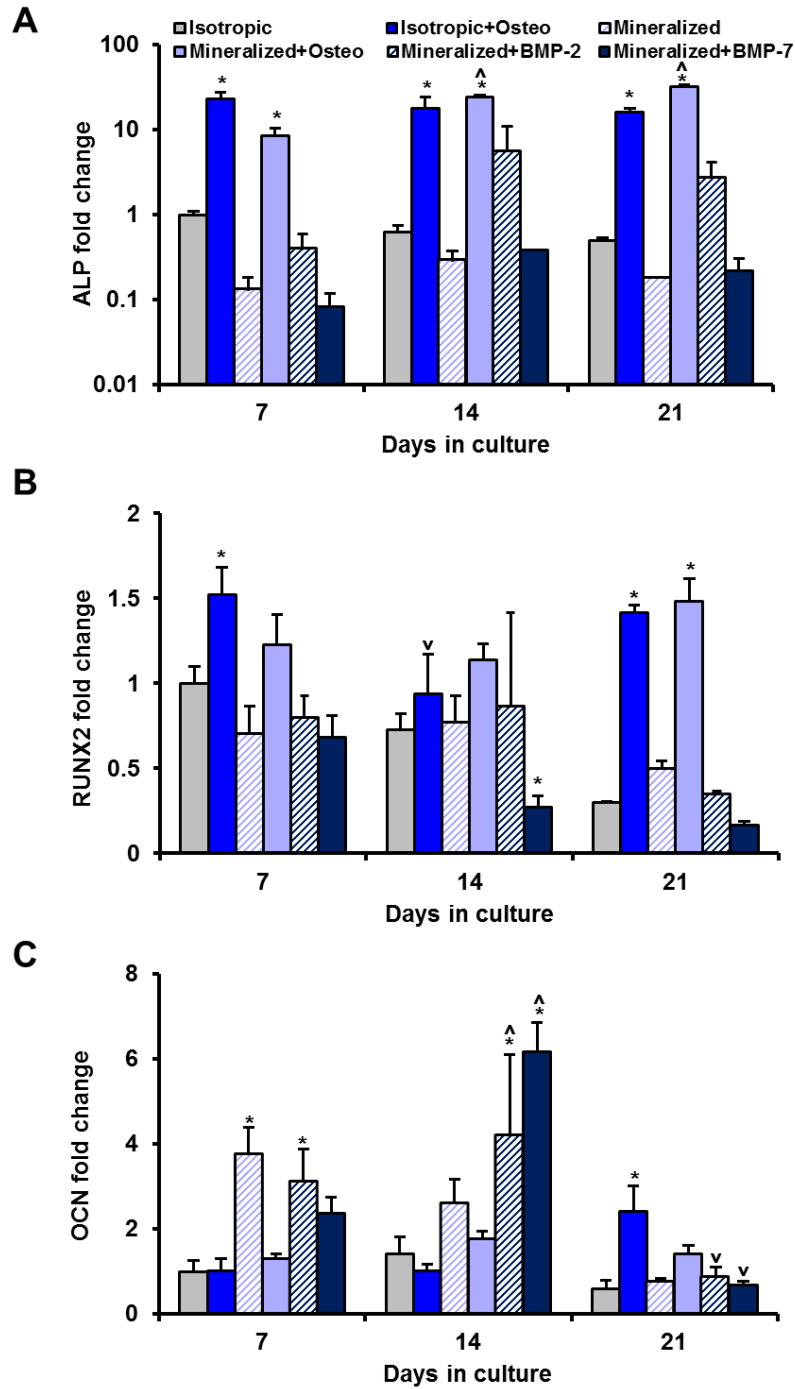 A
Isotropic Isotropic+Osteo Mineralized
Mineralized+Osteo Mineralized+BMP-2 Mineralized+BMP-7
ALP fold change
100
10
1
0.1
0.01
* * * ^ * * ^ *
7 14 21
Days in culture
B
RUNX2 fold change
2
1.5
1
0.5
0
* v * * *
7 14 21
Days in culture
C
OCN fold change
8
6
4
2
0
* * ^ * ^ * * v v
7 14 21
Days in culture